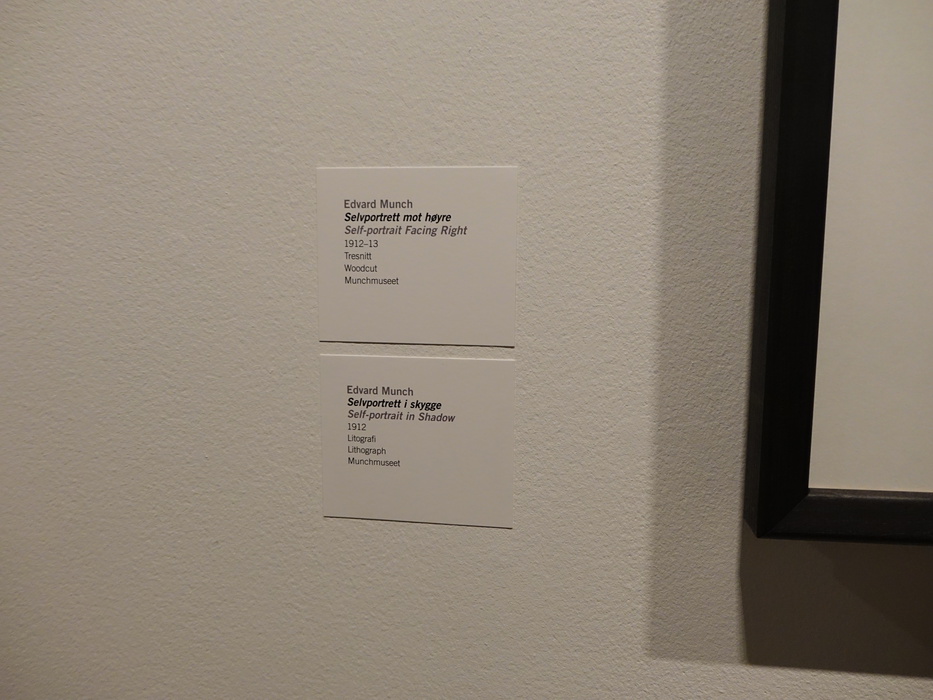 Edvard Munch
Selvportrett mot høyre
Self-portrait Facing Right
1912–13
Tresnitt
Woodcut
Munchmuseet
Edvard Munch
Selvportrett i skygge
Self-portrait in Shadow
1912
Litografi
Lithograph
Munchmuseet